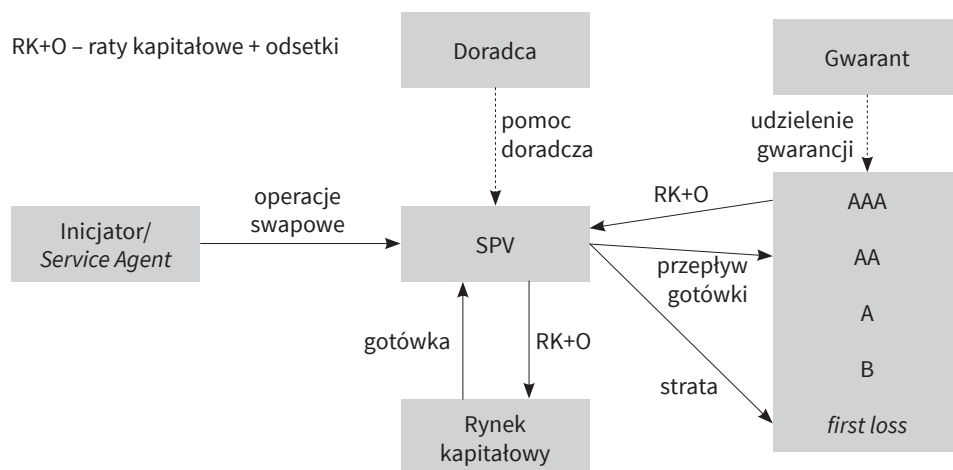 RK+O – raty kapitałowe + odsetki
Doradca
Gwarant
pomoc
doradcza
udzielenie
gwarancji
operacje
swapowe
RK+O
AAA
Inicjator/
Service Agent
SPV
przepływ
gotówki
AA
A
gotówka
RK+O
B
strata
Rynek
kapitałowy
first loss